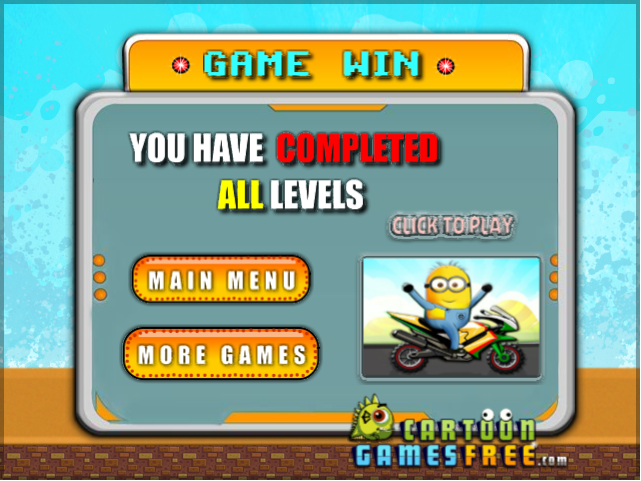 GAME WIN
YOU HAVE COMPLETED
ALL LEVELS
CLICK TO PLAY
MAIN MENU
MORE GAMES
CARTOON
GAMESFREE.com